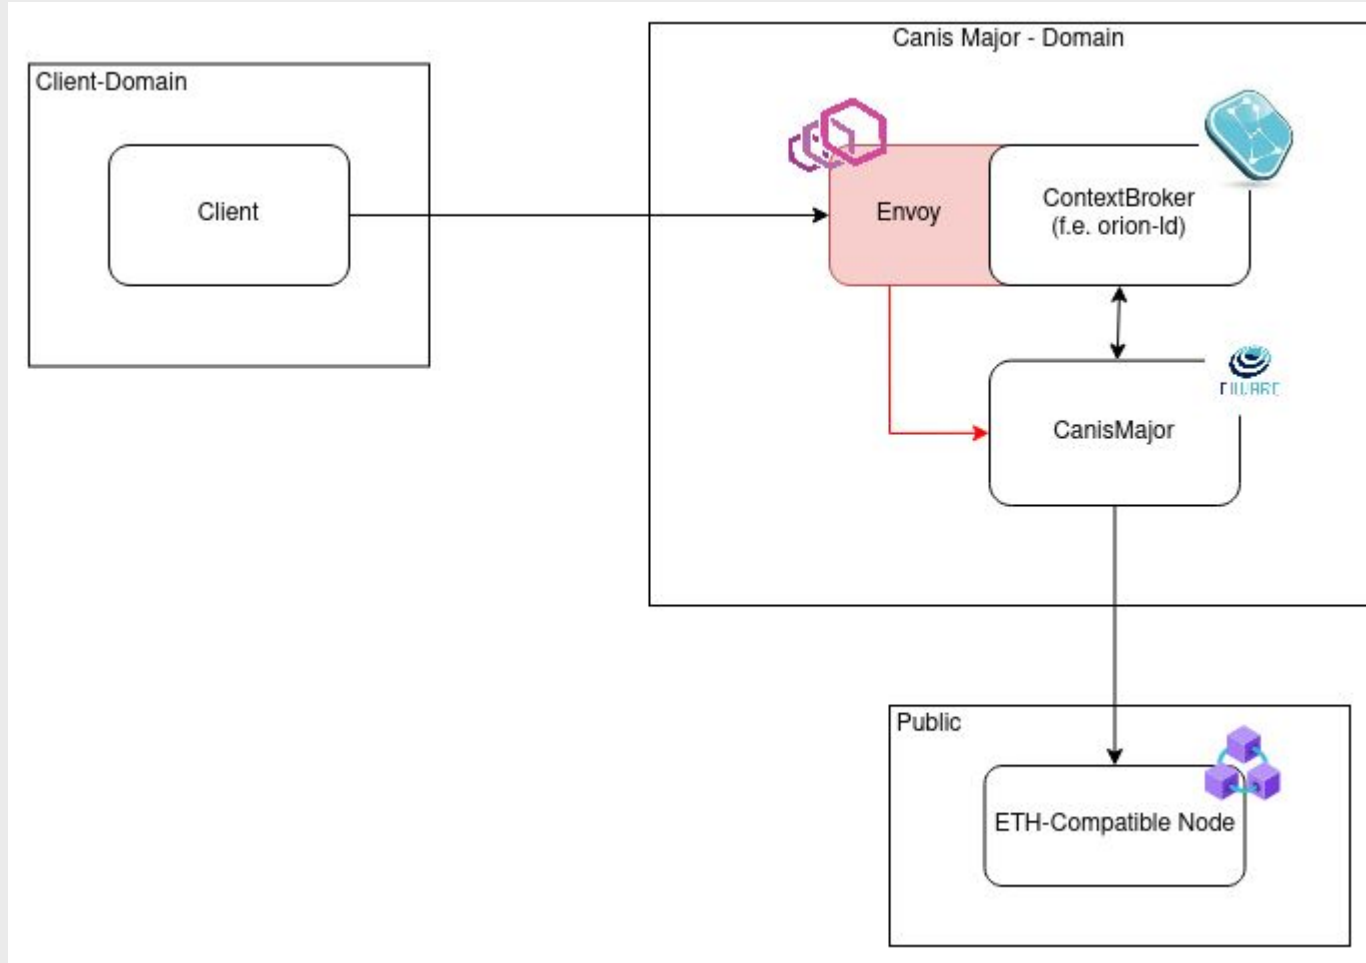 Canis Major - Domain
Client-Domain
Client
Envoy
ContextBroker
(f.e. orion-ld)
CanisMajor
Public
ETH-Compatible Node